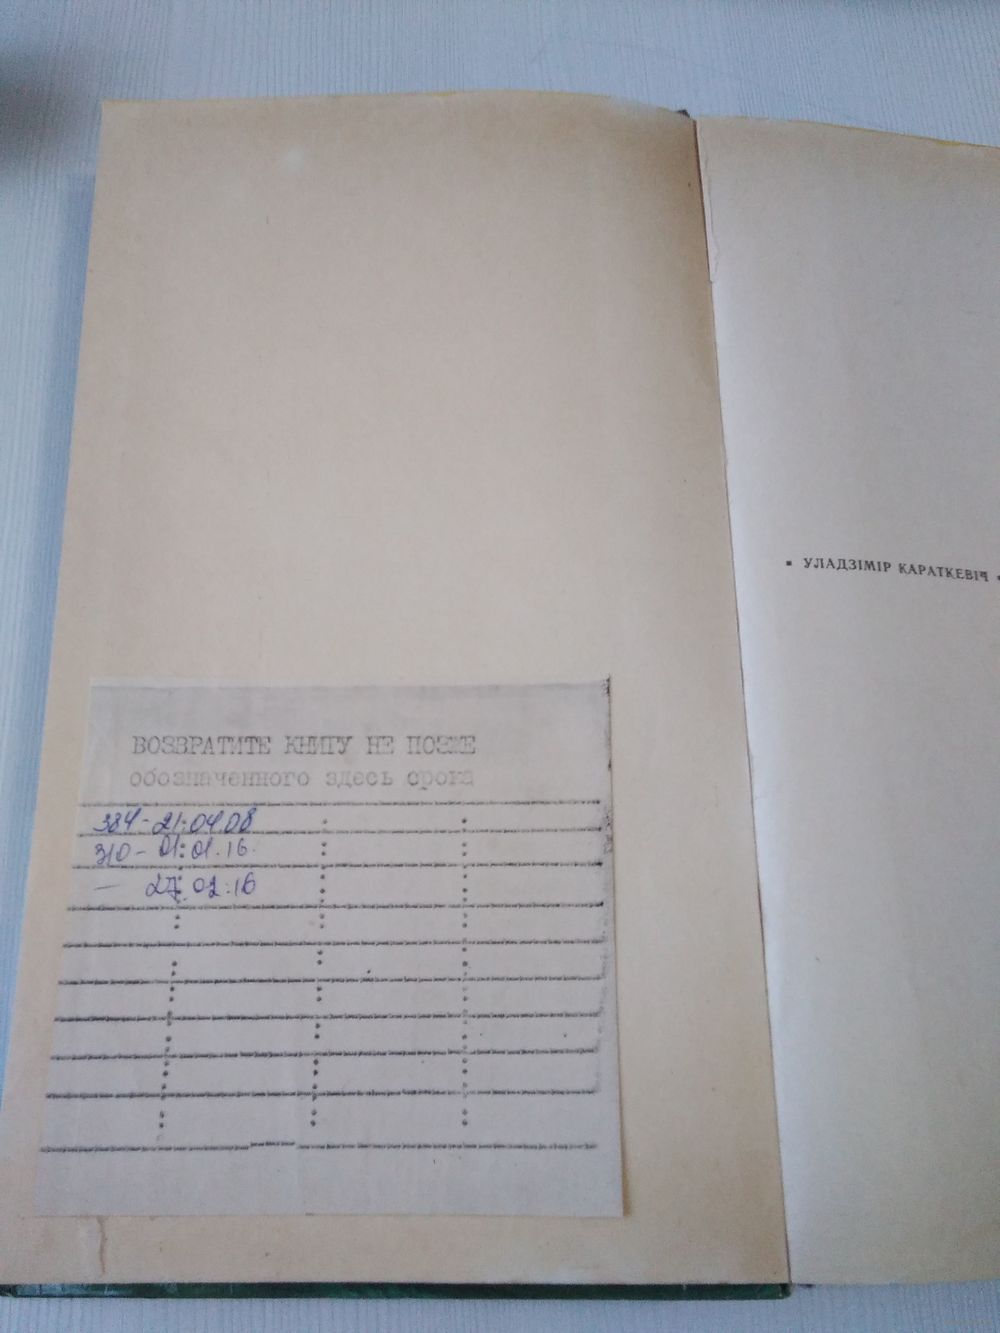 ВОЗВРАТИТЕ КНИГУ НЕ ПОЗЖЕ
обозначенного здесь срока
384-21.04.08
310-01.01.16.
— 27.01.16
▪ УЛАДЗІМІР КАРАТКЕВІЧ ▪